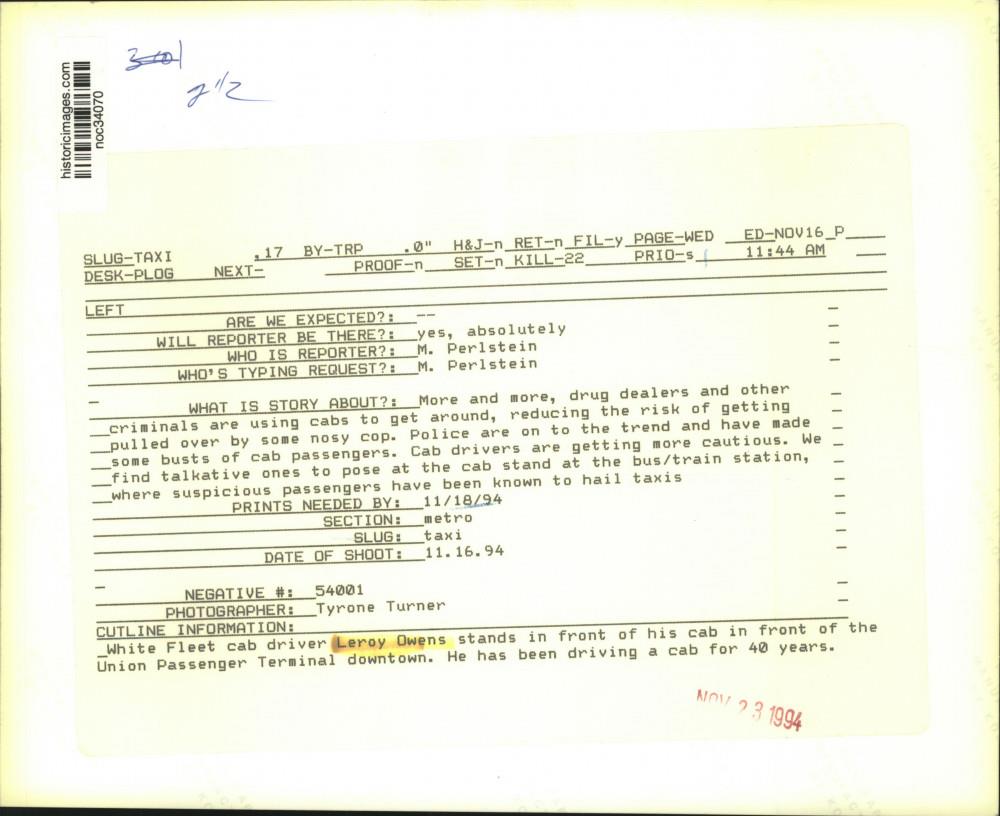 historicimages.com
noc34070
3001
2 1/2
SLUG-TAXI .17 BY-TRP .0" H&J-n RET-n FIL-y PAGE-WED ED-NOV16 P
DESK-PLOG NEXT- PROOF-n SET-n KILL-22 PRIO-s 11:44 AM
LEFT
ARE WE EXPECTED?: --
WILL REPORTER BE THERE?: yes, absolutely
WHO IS REPORTER?: M. Perlstein
WHO'S TYPING REQUEST?: M. Perlstein
WHAT IS STORY ABOUT?: More and more, drug dealers and other
criminals are using cabs to get around, reducing the risk of getting
pulled over by some nosy cop. Police are on to the trend and have made
some busts of cab passengers. Cab drivers are getting more cautious. We
find talkative ones to pose at the cab stand at the bus/train station,
where suspicious passengers have been known to hail taxis
PRINTS NEEDED BY: 11/18/94
SECTION: metro
SLUG: taxi
DATE OF SHOOT: 11.16.94
NEGATIVE #: 54001
PHOTOGRAPHER: Tyrone Turner
CUTLINE INFORMATION:
White Fleet cab driver Leroy Owens stands in front of his cab in front of the
Union Passenger Terminal downtown. He has been driving a cab for 40 years.
NOV 23 1994